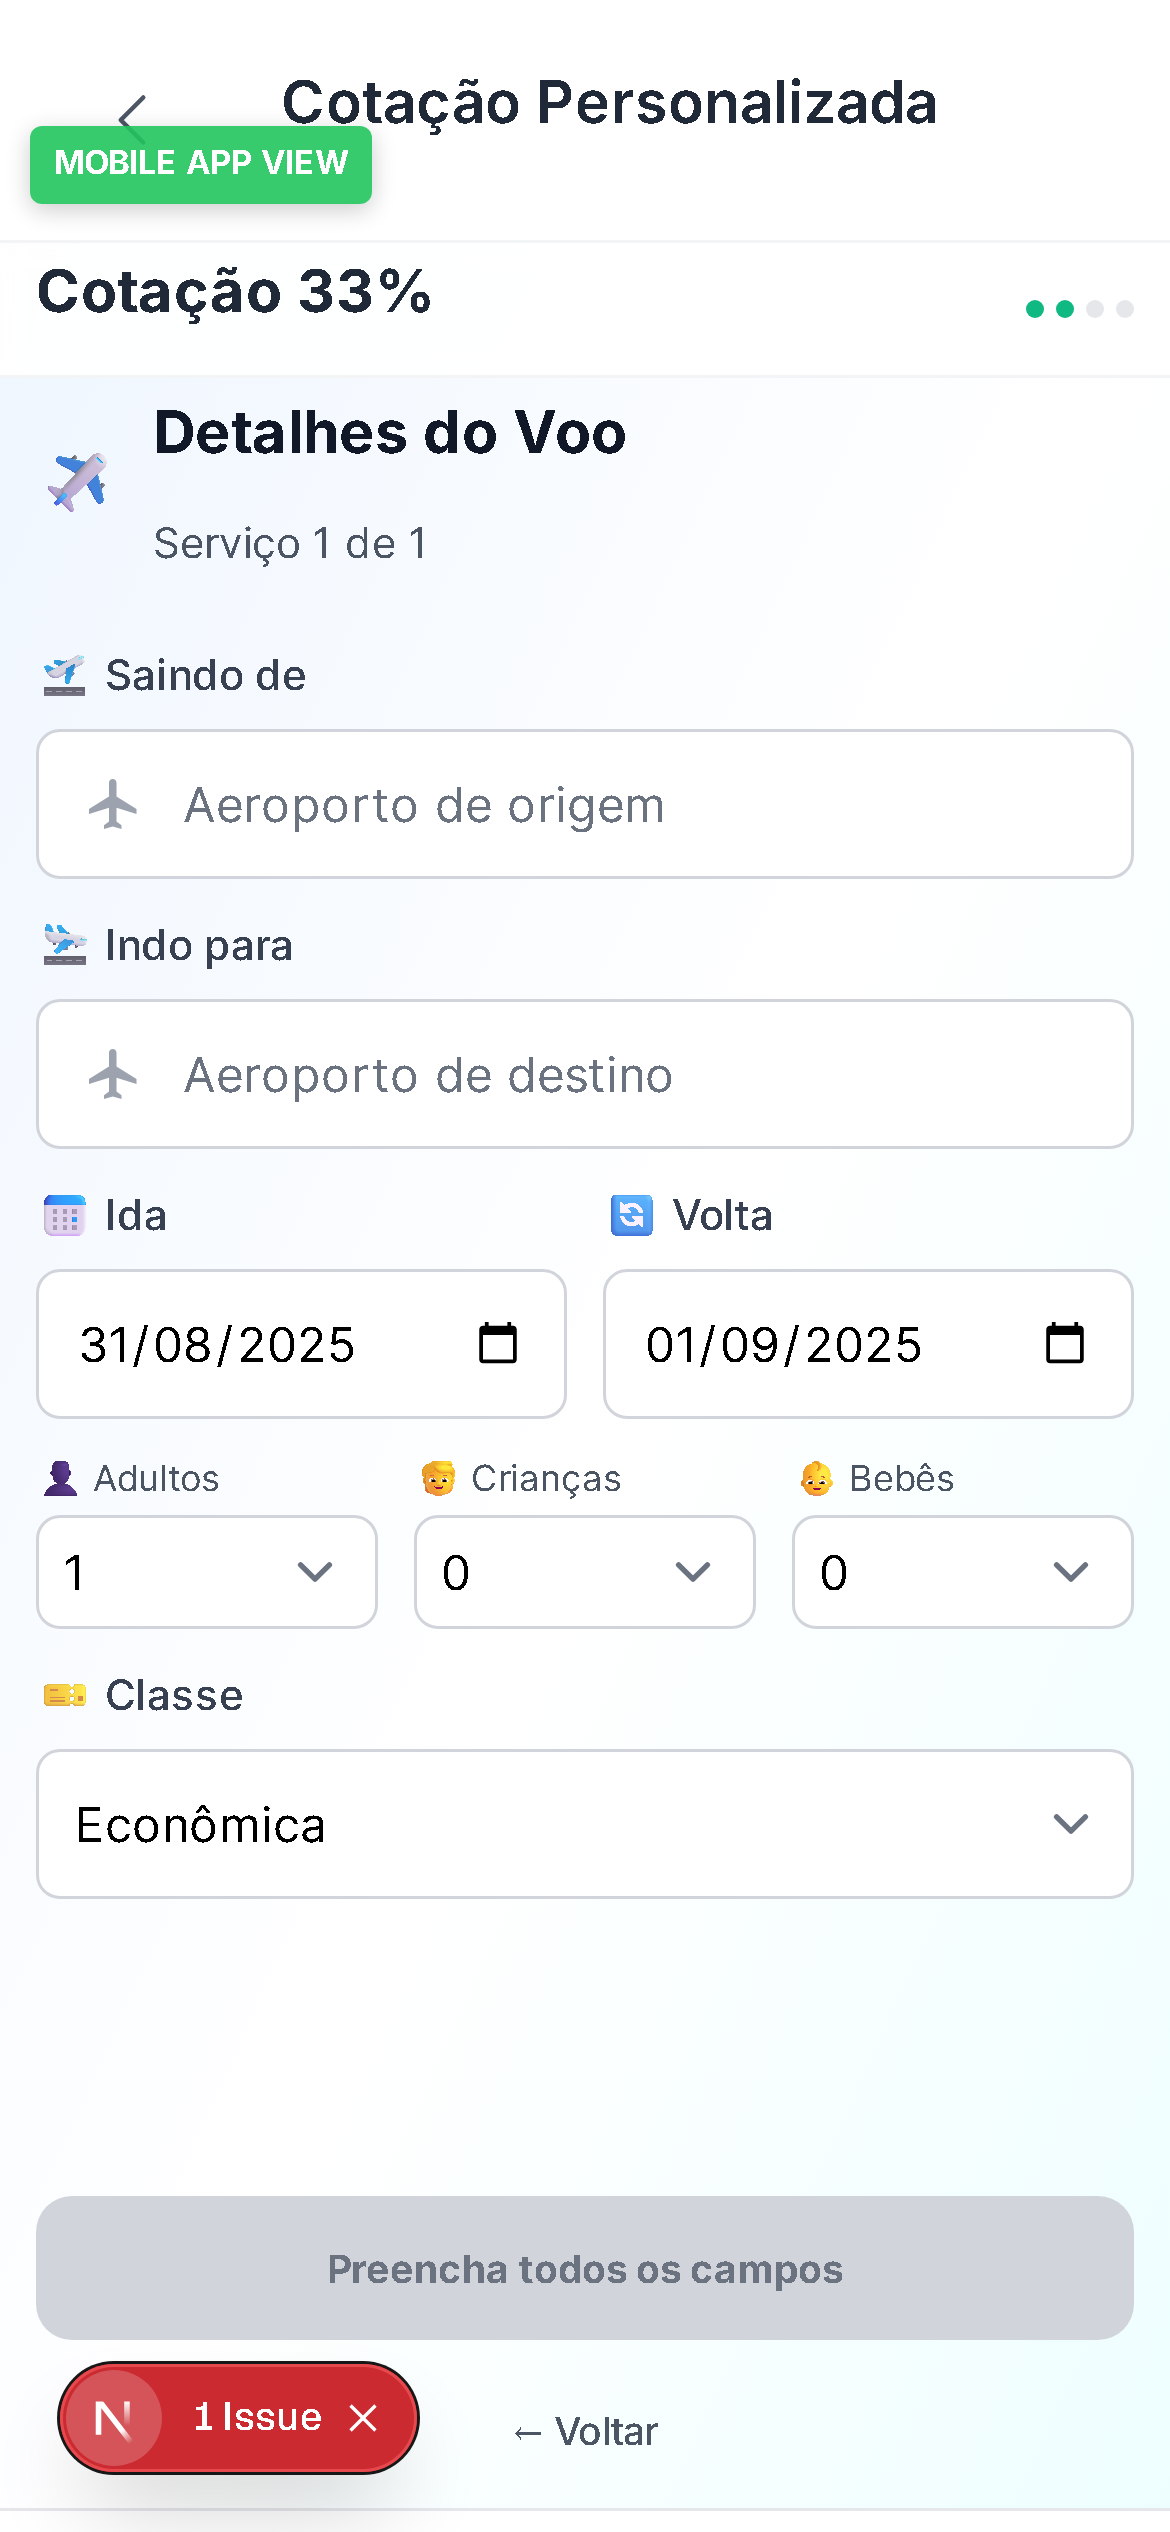 Cotação Personalizada
MOBILE APP VIEW
Cotação 33%
Detalhes do Voo
Serviço 1 de 1
Saindo de
Aeroporto de origem
Indo para
Aeroporto de destino
Ida
Volta
31/08/2025
01/09/2025
Adultos
Crianças
Bebês
1
0
0
Classe
Econômica
Preencha todos os campos
N 1 Issue ×
← Voltar